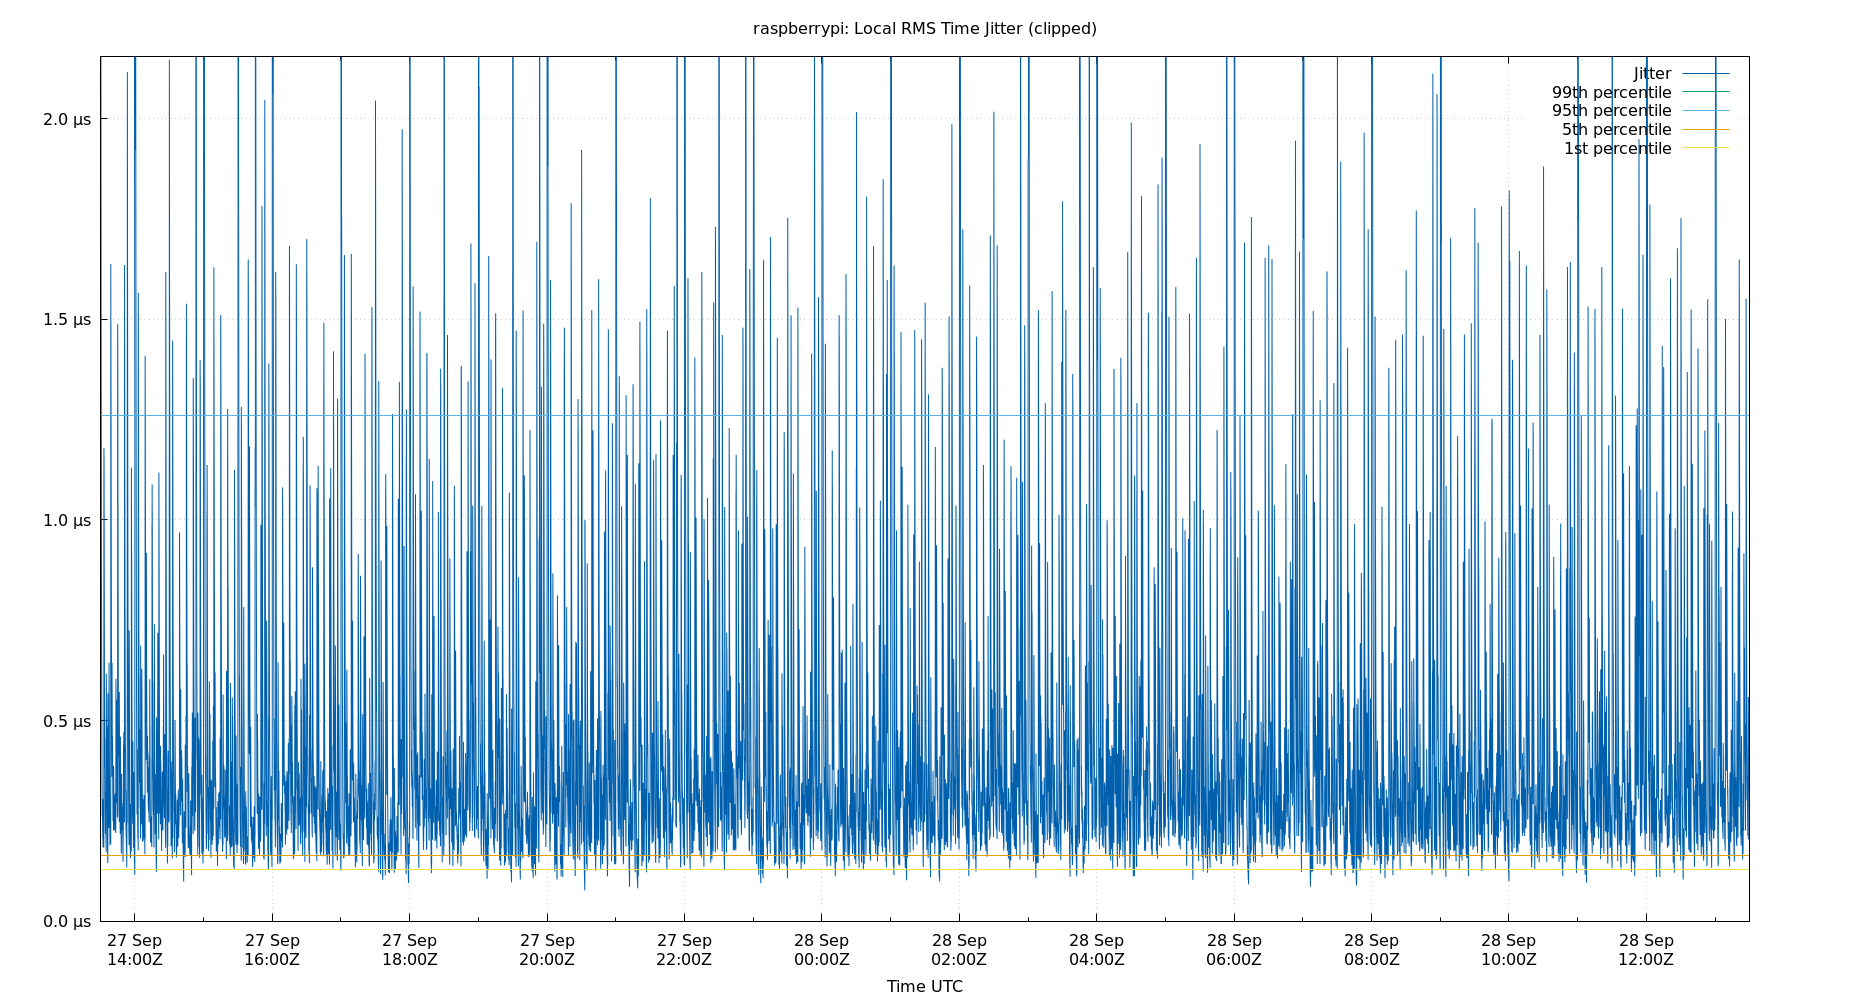 raspberrypi: Local RMS Time Jitter (clipped)
Jitter
99th percentile
95th percentile
5th percentile
1st percentile
2.0 µs
1.5 µs
1.0 µs
0.5 µs
0.0 µs
27 Sep 27 Sep 27 Sep 27 Sep 27 Sep 28 Sep 28 Sep 28 Sep 28 Sep 28 Sep 28 Sep 28 Sep
14:00Z 16:00Z 18:00Z 20:00Z 22:00Z 00:00Z 02:00Z 04:00Z 06:00Z 08:00Z 10:00Z 12:00Z
Time UTC